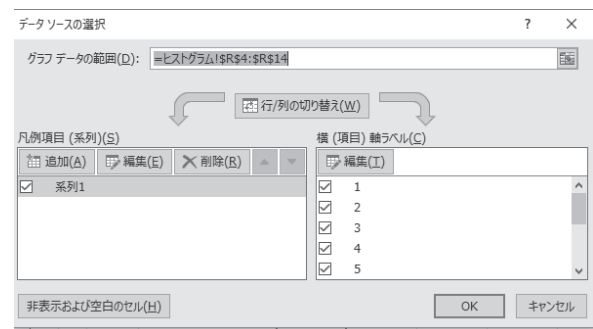 データ ソースの選択 ? ×
グラフ データの範囲(D): =ヒストグラム!$R$4:$R$14
行/列の切り替え(W)
凡例項目 (系列)(S)
追加(A) 編集(E) 削除(R)
系列1
横 (項目) 軸ラベル(C)
編集(T)
1
2
3
4
5
非表示および空白のセル(H)
OK キャンセル